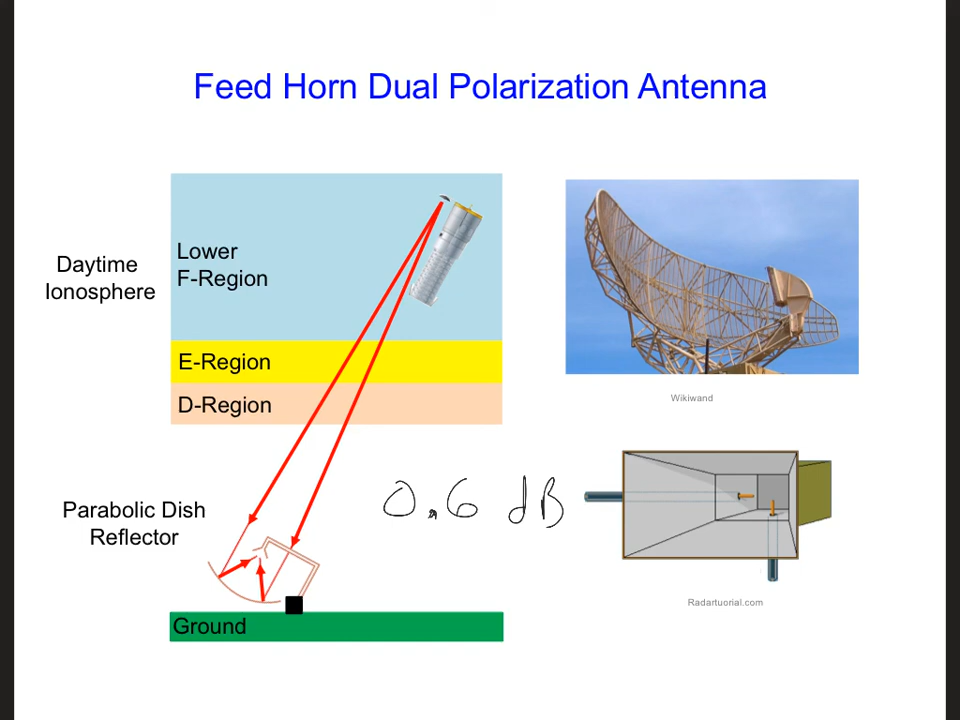 Feed Horn Dual Polarization Antenna
Daytime
Ionosphere
Lower
F-Region
E-Region
D-Region
Wikiwand
Parabolic Dish
Reflector
0.6 dB
Radartuorial.com
Ground